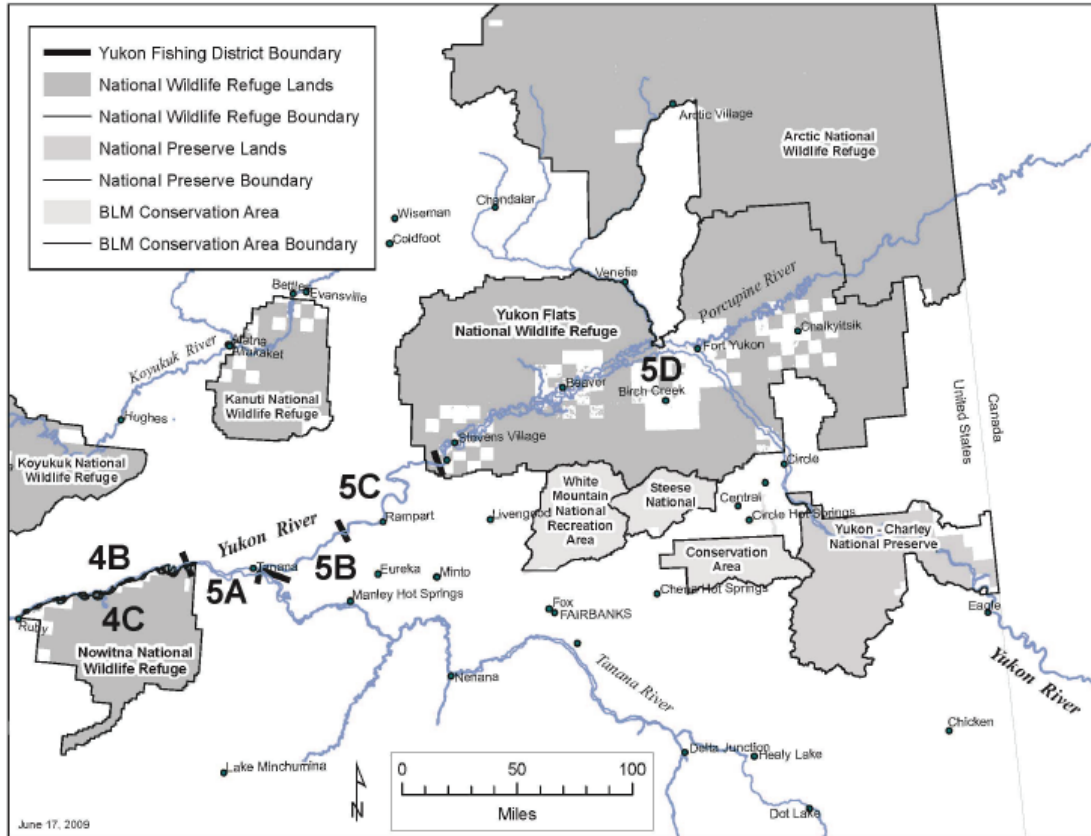 Yukon Fishing District Boundary
National Wildlife Refuge Lands
National Wildlife Refuge Boundary
National Preserve Lands
National Preserve Boundary
BLM Conservation Area
BLM Conservation Area Boundary
Arctic Village
Arctic National
Wildlife Refuge
Chandalar
Wiseman
Coldfoot
Venetie
Porcupine River
Bettles
Evansville
Yukon Flats
National Wildlife Refuge
Chalkyitsik
Fort Yukon
Koyukuk River
Alatna
Allakaket
5D
Beaver
Birch Creek
Kanuti National
Wildlife Refuge
United States
Canada
Hughes
Stevens Village
Koyukuk National
Wildlife Refuge
Circle
5C
White
Mountain
National
Recreation
Area
Steese
National
Central
Circle Hot Springs
Rampart
Livengood
Yukon River
Yukon - Charley
National Preserve
4B
Tanana
5A
5B
Eureka
Minto
Conservation
Area
Chena Hot Springs
Manley Hot Springs
4C
Ruby
Fox
FAIRBANKS
Eagle
Nowitna National
Wildlife Refuge
Nenana
Tanana River
Yukon River
Chicken
Delta Junction
Healy Lake
Lake Minchumina
Dot Lake
0 50 100
Miles
N
June 17, 2009